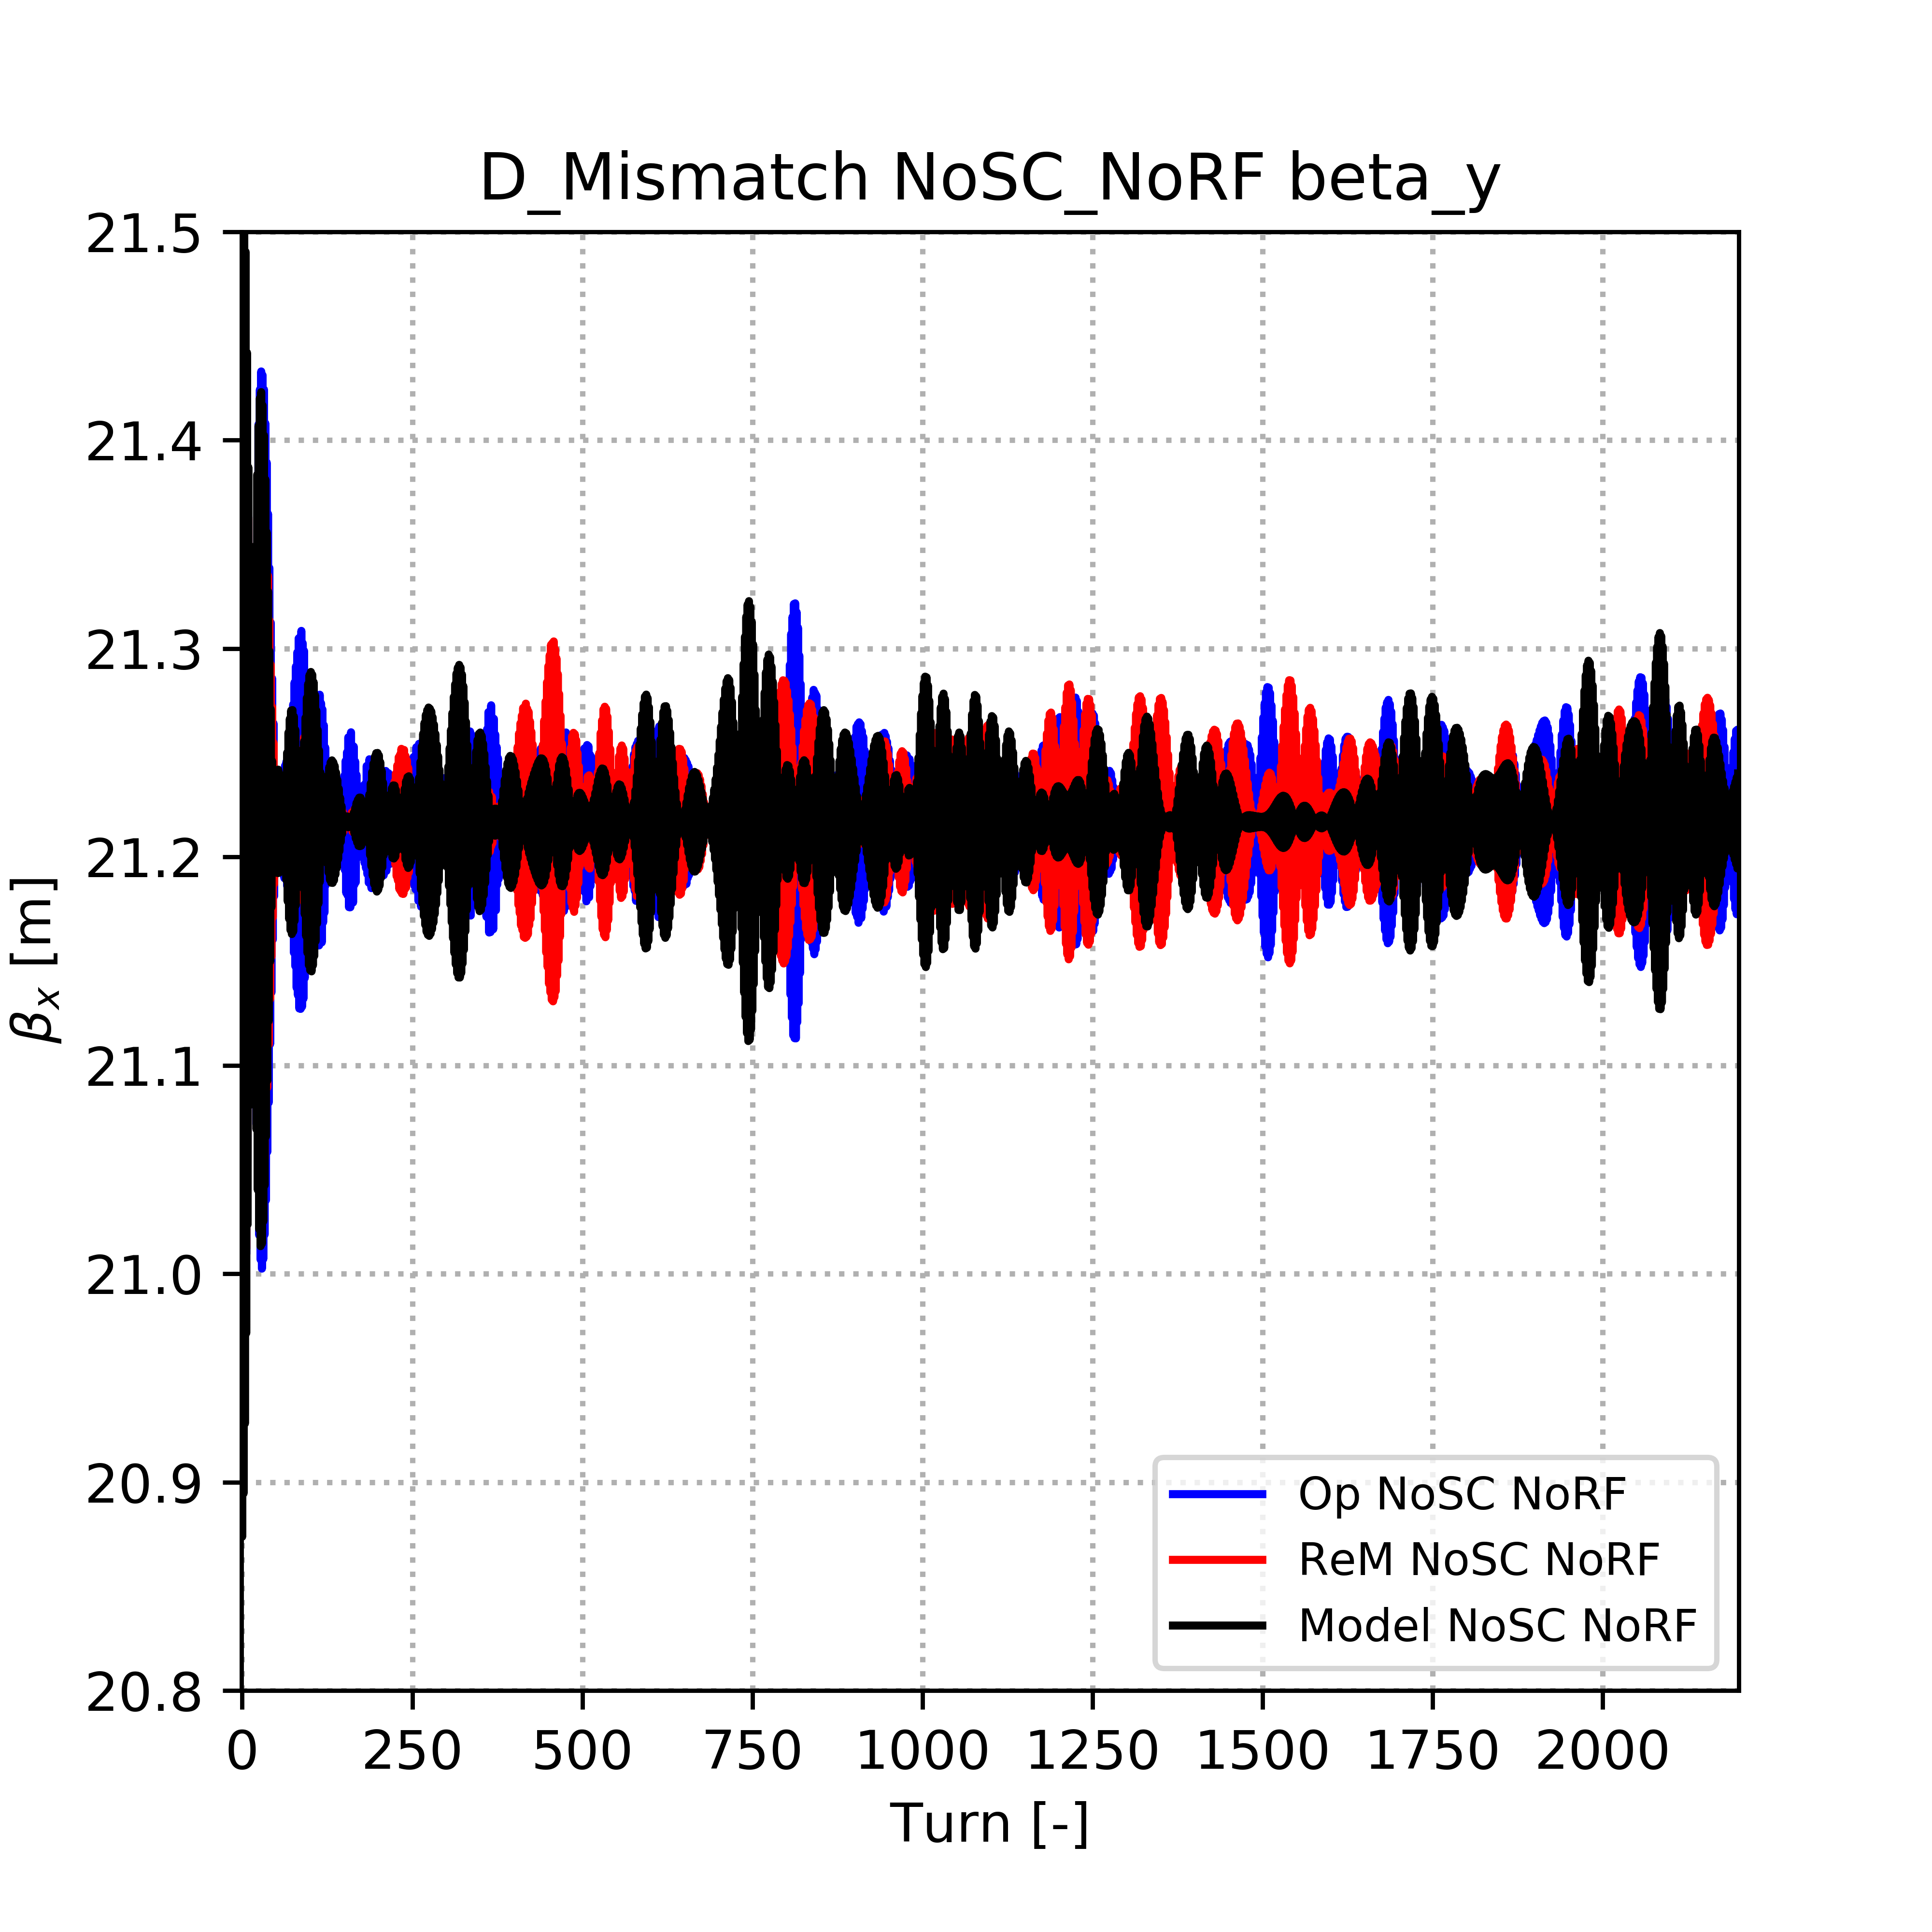 D_Mismatch NoSC_NoRF beta_y
21.5
21.4
21.3
21.2
21.1
21.0
20.9
20.8
βx [m]
0 250 500 750 1000 1250 1500 1750 2000
Turn [-]
Op NoSC NoRF
ReM NoSC NoRF
Model NoSC NoRF